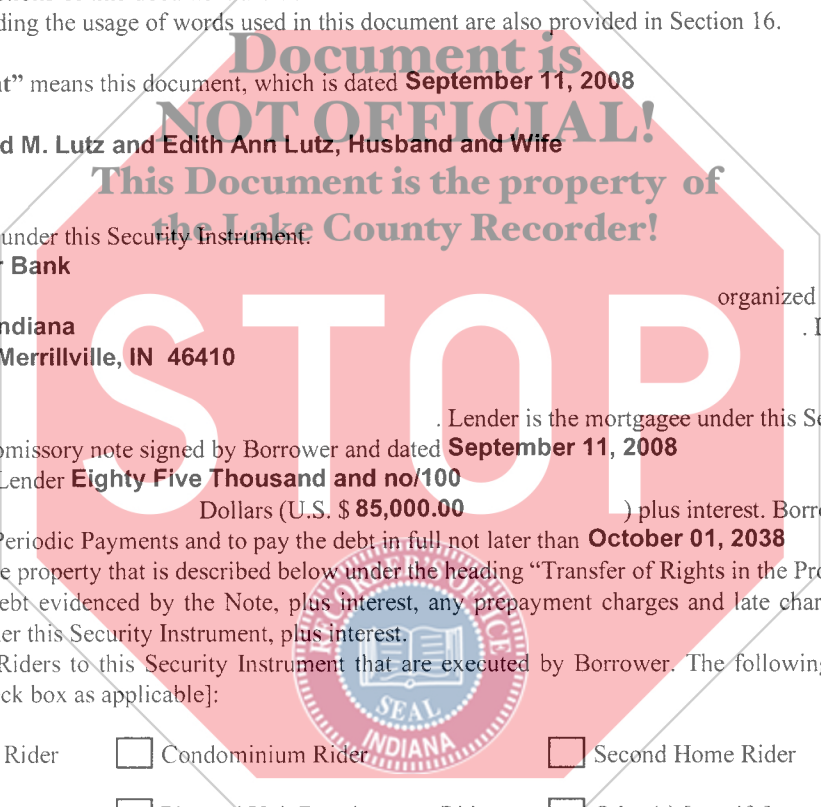 ding the usage of words used in this document are also provided in Section 16.
Document is
t” means this document, which is dated September 11, 2008
NOT OFFICIAL!
d M. Lutz and Edith Ann Lutz, Husband and Wife
This Document is the property of
the Lake County Recorder!
under this Security Instrument.
Bank
organized
ndiana
Merrillville, IN 46410
STOP
. Lender is the mortgagee under this Se
omissory note signed by Borrower and dated September 11, 2008
Lender Eighty Five Thousand and no/100
Dollars (U.S. $ 85,000.00 ) plus interest. Borro
Periodic Payments and to pay the debt in full not later than October 01, 2038
e property that is described below under the heading “Transfer of Rights in the Pro
ebt evidenced by the Note, plus interest, any prepayment charges and late char
er this Security Instrument, plus interest.
Riders to this Security Instrument that are executed by Borrower. The following
ck box as applicable]:
SEAL
INDIANA
Rider Condominium Rider Second Home Rider